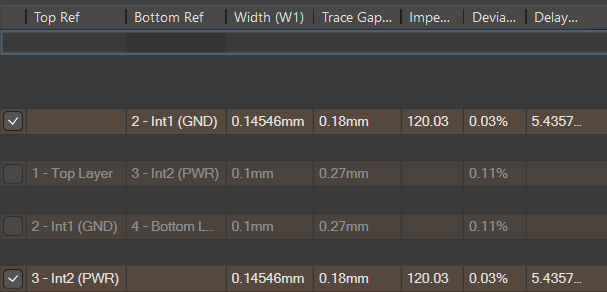 Top Ref Bottom Ref Width (W1) Trace Gap... Impe... Devia... Delay...
2 - Int1 (GND) 0.14546mm 0.18mm 120.03 0.03% 5.4357...
1 - Top Layer 3 - Int2 (PWR) 0.1mm 0.27mm 0.11%
2 - Int1 (GND) 4 - Bottom L... 0.1mm 0.27mm 0.11%
3 - Int2 (PWR) 0.14546mm 0.18mm 120.03 0.03% 5.4357...